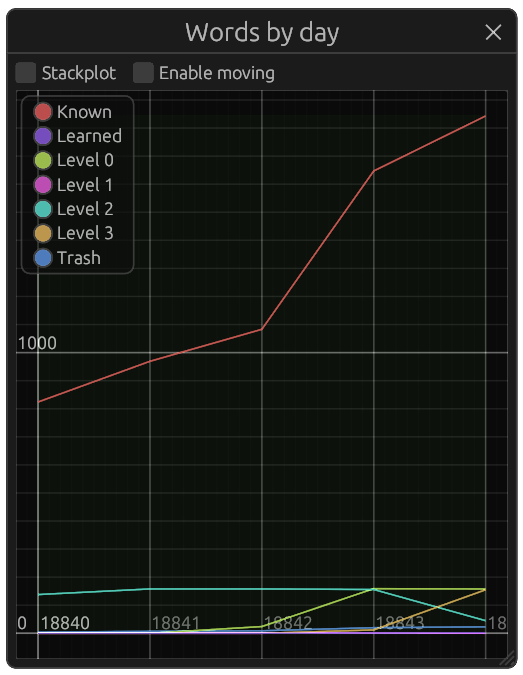 Words by day
Stackplot Enable moving
Known
Learned
Level 0
Level 1
Level 2
Level 3
Trash
1000
0 18840 18841 18842 18843 18